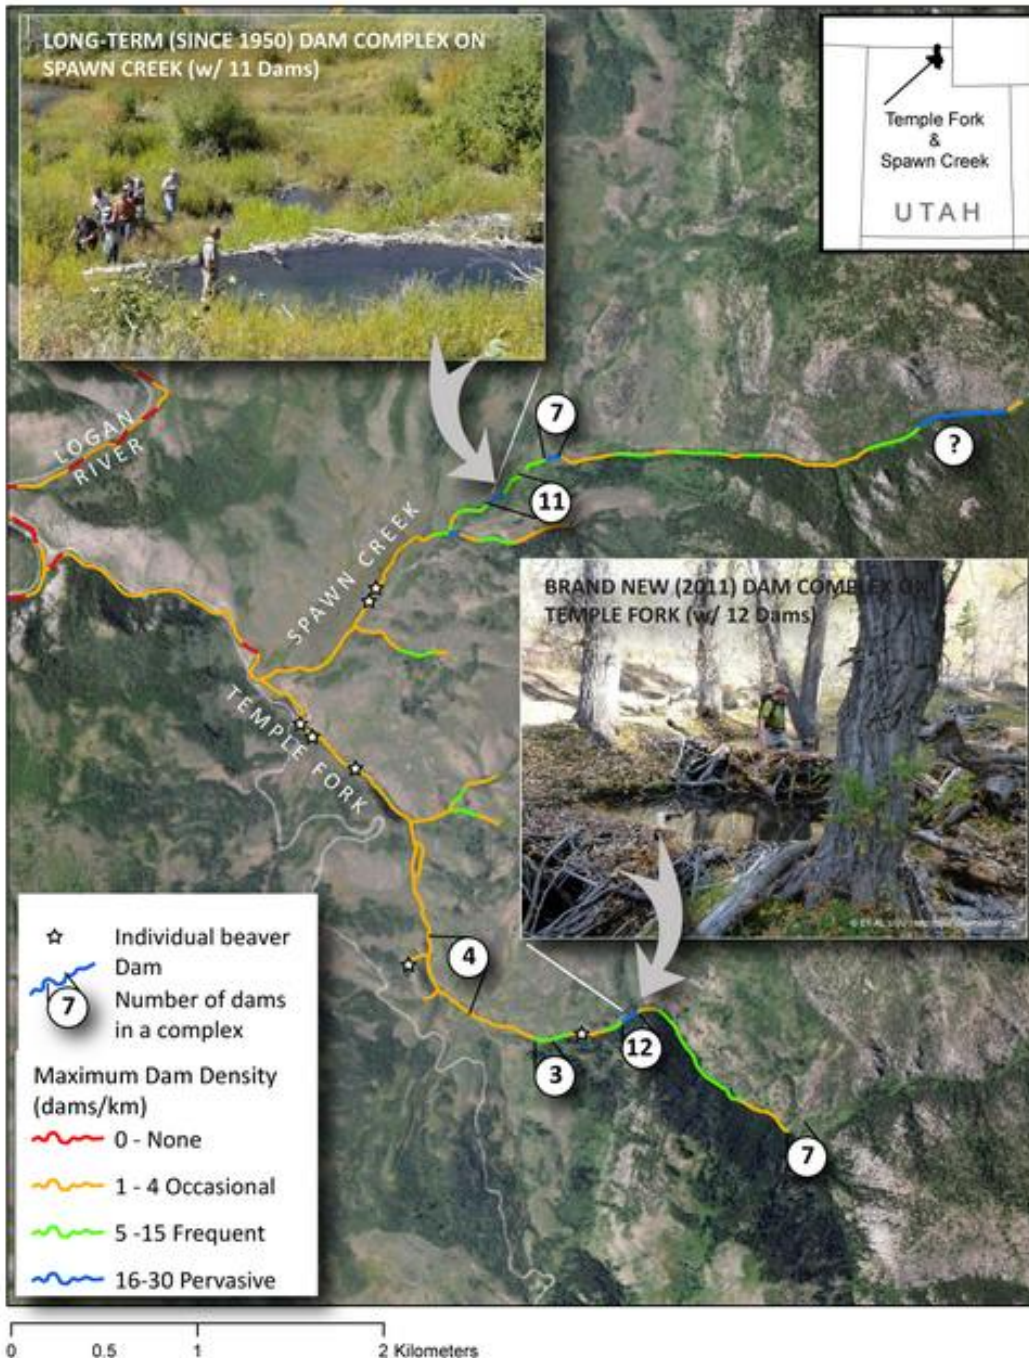 LONG-TERM (SINCE 1950) DAM COMPLEX ON
SPAWN CREEK (w/ 11 Dams)
Temple Fork
&
Spawn Creek
UTAH
LOGAN
RIVER
7
?
11
SPAWN CREEK
BRAND NEW (2011) DAM COMPLEX ON
TEMPLE FORK (w/ 12 Dams)
TEMPLE FORK
4
12
3
7
Individual beaver
Dam
7
Number of dams
in a complex
Maximum Dam Density
(dams/km)
0 - None
1 - 4 Occasional
5 -15 Frequent
16-30 Pervasive
0
0.5
1
2 Kilometers